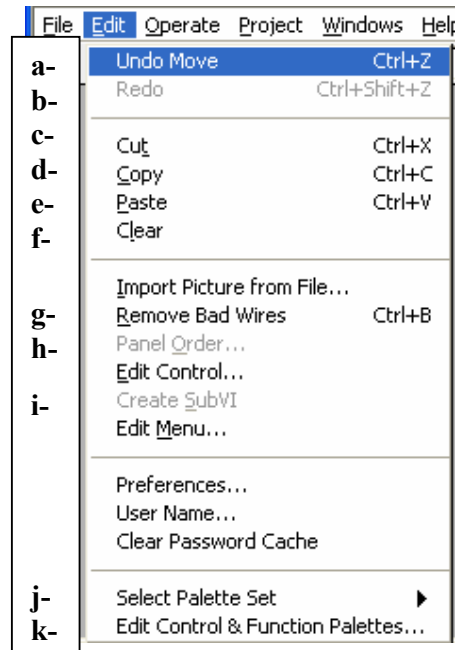 File Edit Operate Project Windows Help
a- Undo Move Ctrl+Z
b- Redo Ctrl+Shift+Z
c- Cut Ctrl+X
d- Copy Ctrl+C
e- Paste Ctrl+V
f- Clear
Import Picture from File...
g- Remove Bad Wires Ctrl+B
h- Panel Order...
Edit Control...
i- Create SubVI
Edit Menu...
Preferences...
User Name...
Clear Password Cache
j- Select Palette Set
k- Edit Control & Function Palettes...